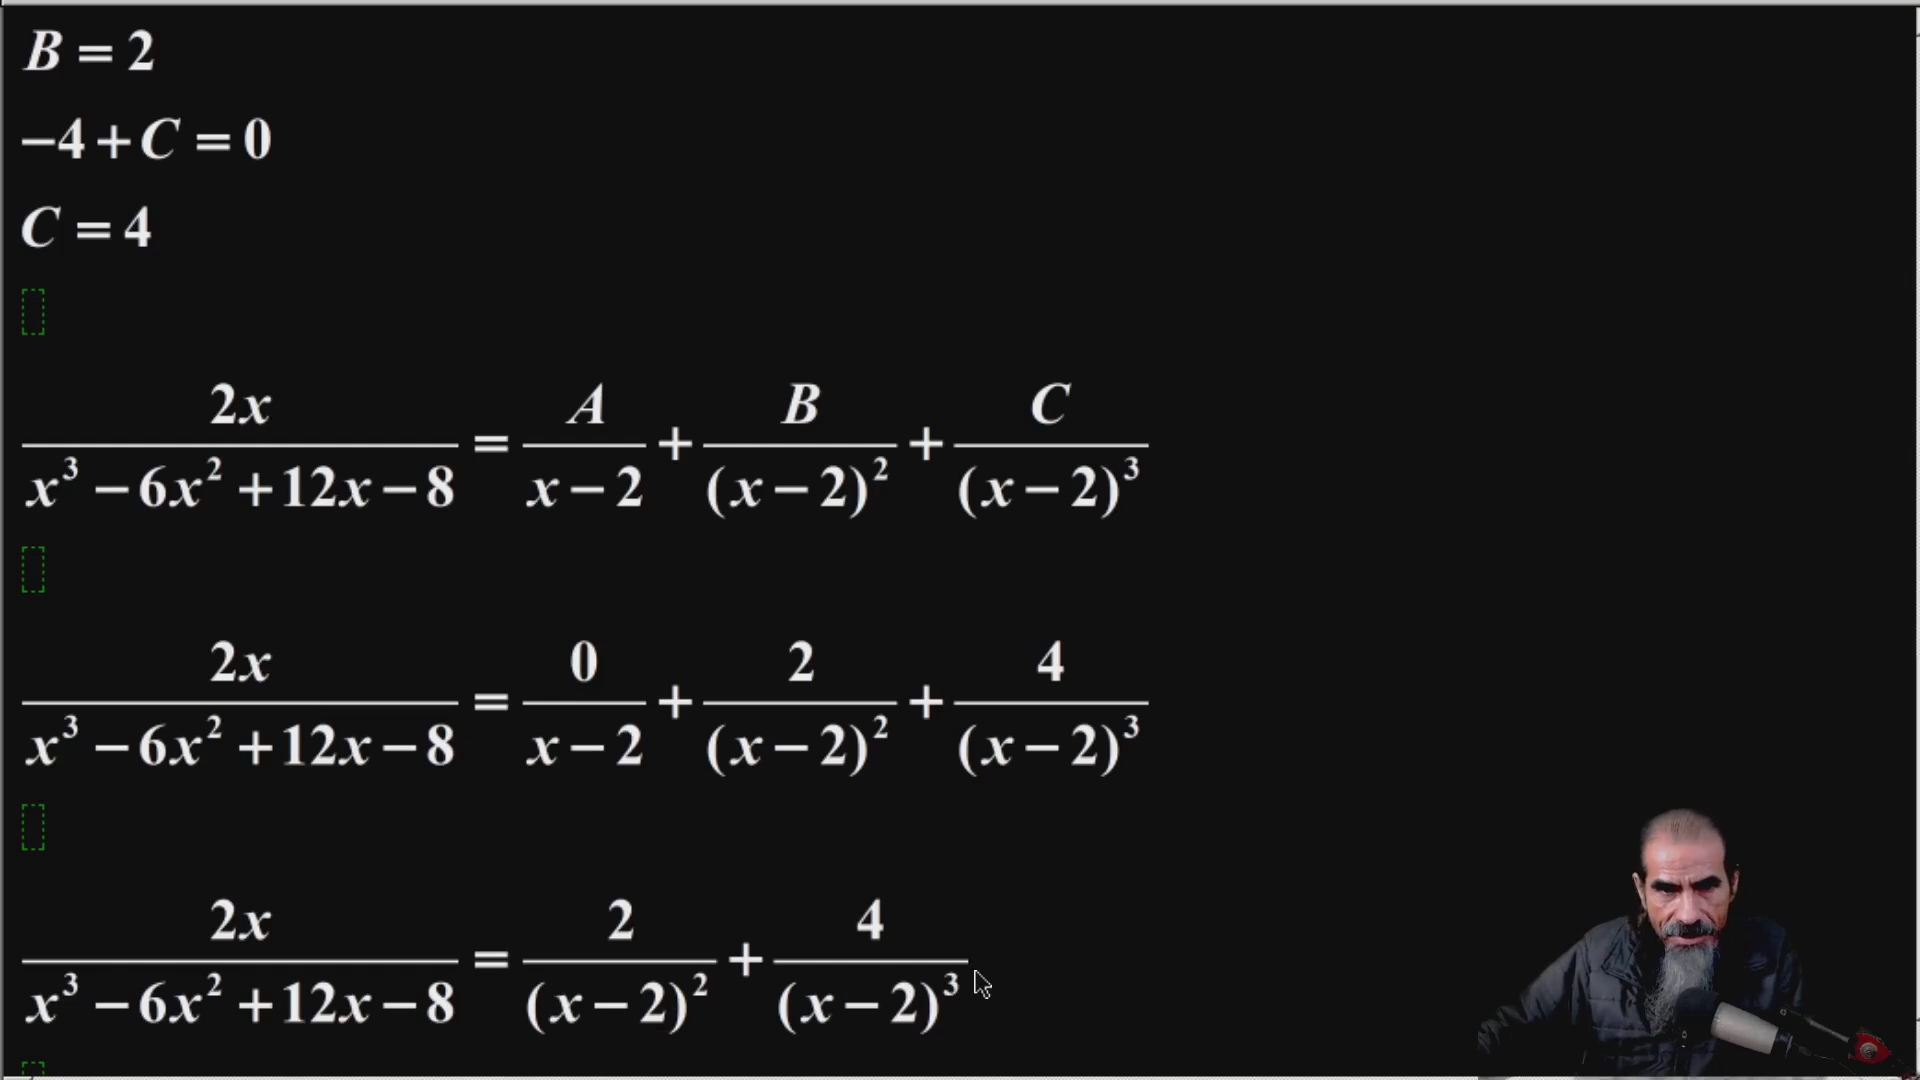 B = 2
−4 + C = 0
C = 4
2x / (x³ − 6x² + 12x − 8) = A / (x − 2) + B / (x − 2)² + C / (x − 2)³
2x / (x³ − 6x² + 12x − 8) = 0 / (x − 2) + 2 / (x − 2)² + 4 / (x − 2)³
2x / (x³ − 6x² + 12x − 8) = 2 / (x − 2)² + 4 / (x − 2)³